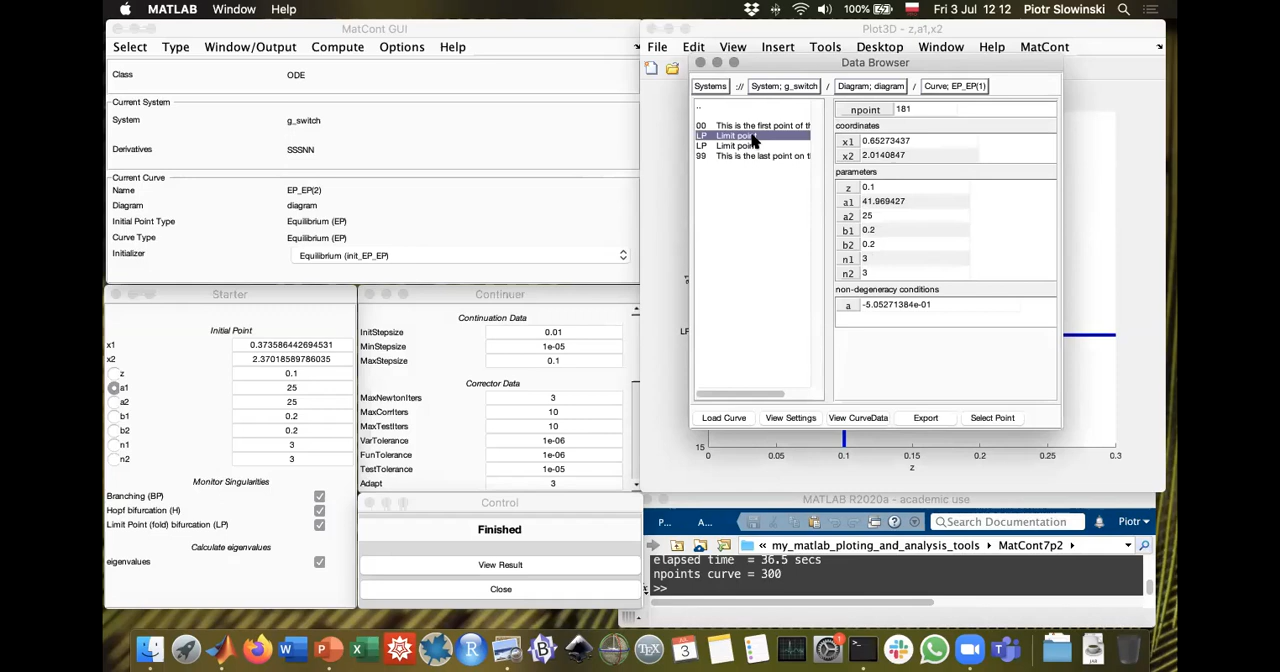 MATLAB Window Help 100% Fri 3 Jul 12 12 Piotr Slowinski
MatCont GUI
Select Type Window/Output Compute Options Help
Class ODE
Current System
System g_switch
Derivatives SSSNN
Current Curve
Name EP_EP(2)
Diagram diagram
Initial Point Type Equilibrium (EP)
Curve Type Equilibrium (EP)
Initializer Equilibrium (init_EP_EP)
Plot3D - z,a1,x2
File Edit View Insert Tools Desktop Window Help MatCont
Data Browser
Systems :// System; g_switch / Diagram; diagram / Curve; EP_EP(1)
..
00 This is the first point of th
LP Limit point
LP Limit point
99 This is the last point on t
npoint 181
coordinates
x1 0.65273437
x2 2.0140847
parameters
z 0.1
a1 41.969427
a2 25
b1 0.2
b2 0.2
n1 3
n2 3
non-degeneracy conditions
a -5.05271384e-01
Load Curve View Settings View CurveData Export Select Point
LP
15
0 0.05 0.1 0.15 0.2 0.25 0.3
z
Starter
Initial Point
x1 0.373586442694531
x2 2.37018589786035
z 0.1
a1 25
a2 25
b1 0.2
b2 0.2
n1 3
n2 3
Monitor Singularities
Branching (BP)
Hopf bifurcation (H)
Limit Point (fold) bifurcation (LP)
Calculate eigenvalues
eigenvalues
Continuer
Continuation Data
InitStepsize 0.01
MinStepsize 1e-05
MaxStepsize 0.1
Corrector Data
MaxNewtonIters 3
MaxCorrIters 10
MaxTestIters 10
VarTolerance 1e-06
FunTolerance 1e-06
TestTolerance 1e-05
Adapt 3
Control
Finished
View Result
Close
MATLAB R2020a - academic use
P... A... Search Documentation Piotr
« my_matlab_ploting_and_analysis_tools › MatCont7p2 ›
elapsed time = 36.5 secs
npoints curve = 300
>>